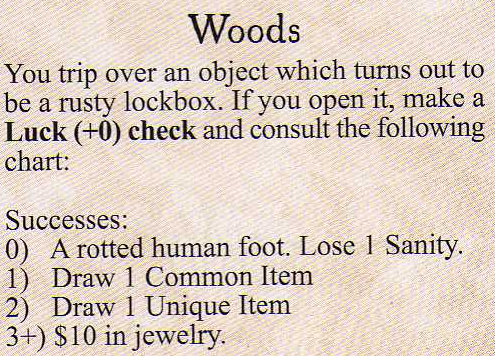 Woods
You trip over an object which turns out to
be a rusty lockbox. If you open it, make a
Luck (+0) check and consult the following
chart:
Successes:
0) A rotted human foot. Lose 1 Sanity.
1) Draw 1 Common Item
2) Draw 1 Unique Item
3+) $10 in jewelry.